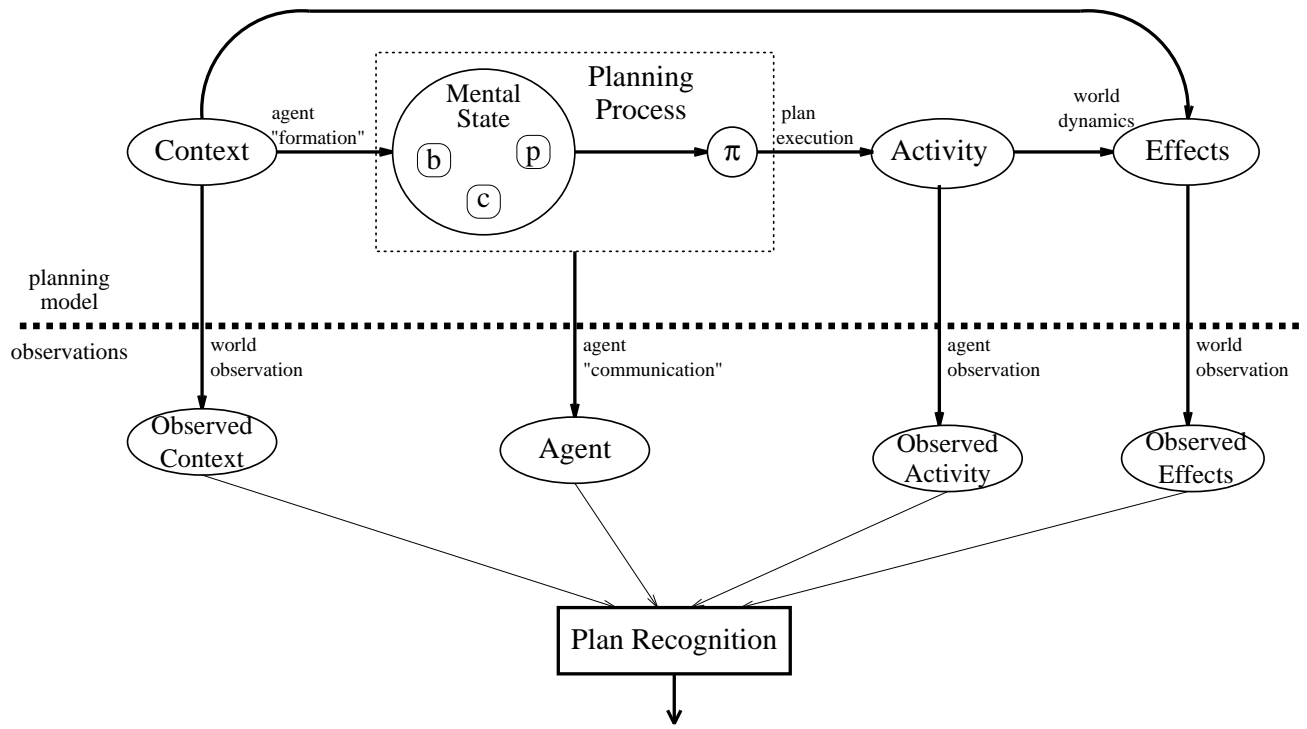 Planning
Process
Mental
State
b
p
c
π
agent
"formation"
plan
execution
world
dynamics
Context
Activity
Effects
planning
model
observations
world
observation
agent
"communication"
agent
observation
world
observation
Observed
Context
Agent
Observed
Activity
Observed
Effects
Plan Recognition